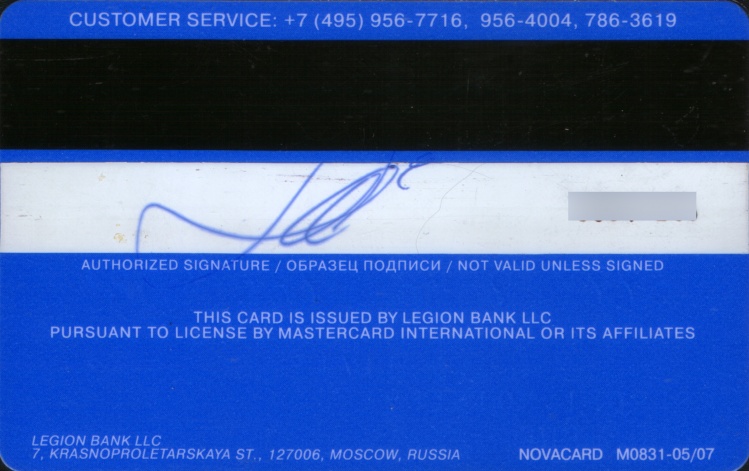 CUSTOMER SERVICE: +7 (495) 956-7716, 956-4004, 786-3619
AUTHORIZED SIGNATURE / ОБРАЗЕЦ ПОДПИСИ / NOT VALID UNLESS SIGNED
THIS CARD IS ISSUED BY LEGION BANK LLC
PURSUANT TO LICENSE BY MASTERCARD INTERNATIONAL OR ITS AFFILIATES
LEGION BANK LLC
7, KRASNOPROLETARSKAYA ST., 127006, MOSCOW, RUSSIA
NOVACARD M0831-05/07